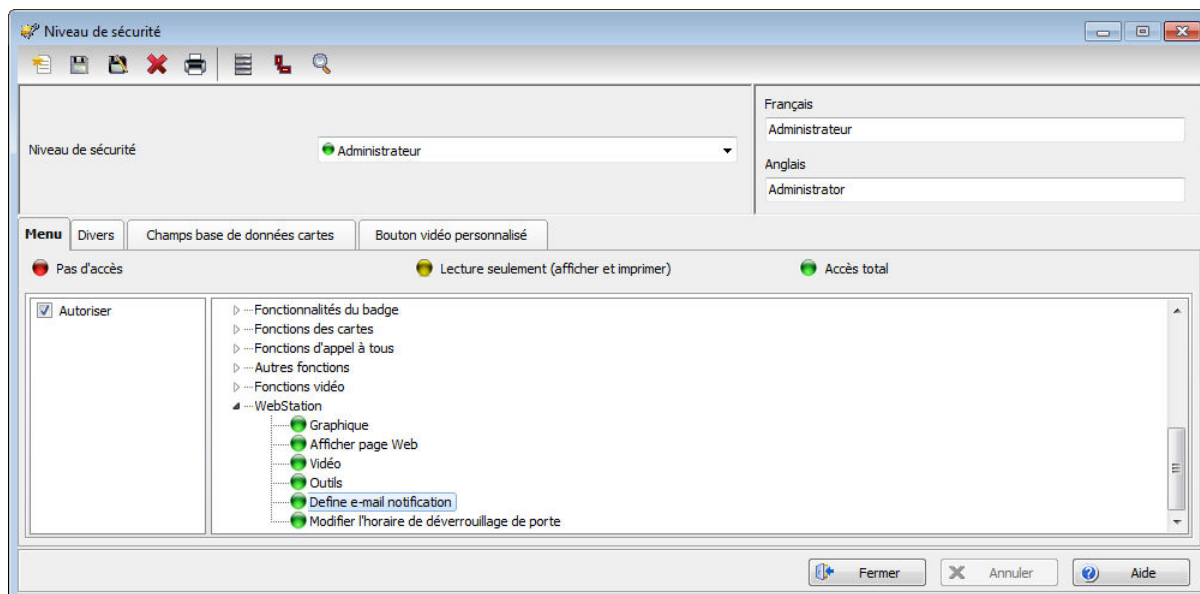 Niveau de sécurité
Français
Administrateur
Niveau de sécurité
Administrateur
Anglais
Administrator
Menu
Divers
Champs base de données cartes
Bouton vidéo personnalisé
Pas d'accès
Lecture seulement (afficher et imprimer)
Accès total
Autoriser
Fonctionnalités du badge
Fonctions des cartes
Fonctions d'appel à tous
Autres fonctions
Fonctions vidéo
WebStation
Graphique
Afficher page Web
Vidéo
Outils
Define e-mail notification
Modifier l'horaire de déverrouillage de porte
Fermer
Annuler
Aide